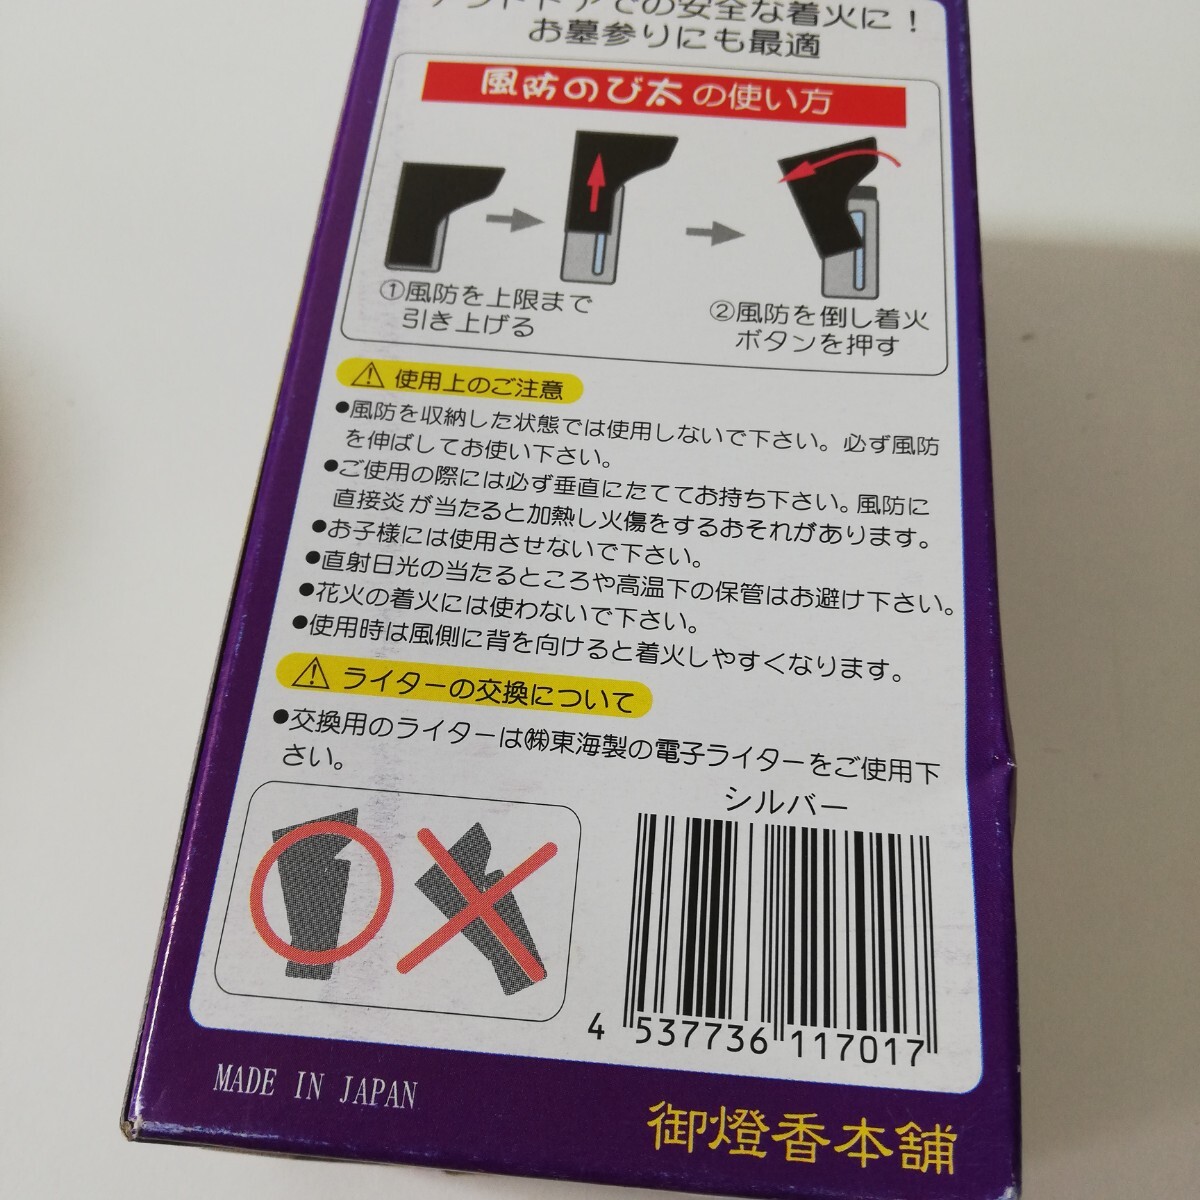 アウトドアでの安全な着火に！
お墓参りにも最適
風防のび太の使い方
①風防を上限まで
引き上げる
②風防を倒し着火
ボタンを押す
使用上のご注意
●風防を収納した状態では使用しないで下さい。必ず風防
を伸ばしてお使い下さい。
●ご使用の際には必ず垂直にたててお持ち下さい。風防に
直接炎が当たると加熱し火傷をするおそれがあります。
●お子様には使用させないで下さい。
●直射日光の当たるところや高温下の保管はお避け下さい。
●花火の着火には使わないで下さい。
●使用時は風側に背を向けると着火しやすくなります。
ライターの交換について
●交換用のライターは㈱東海製の電子ライターをご使用下
さい。
シルバー
4 537736 117017
MADE IN JAPAN
御燈香本舗